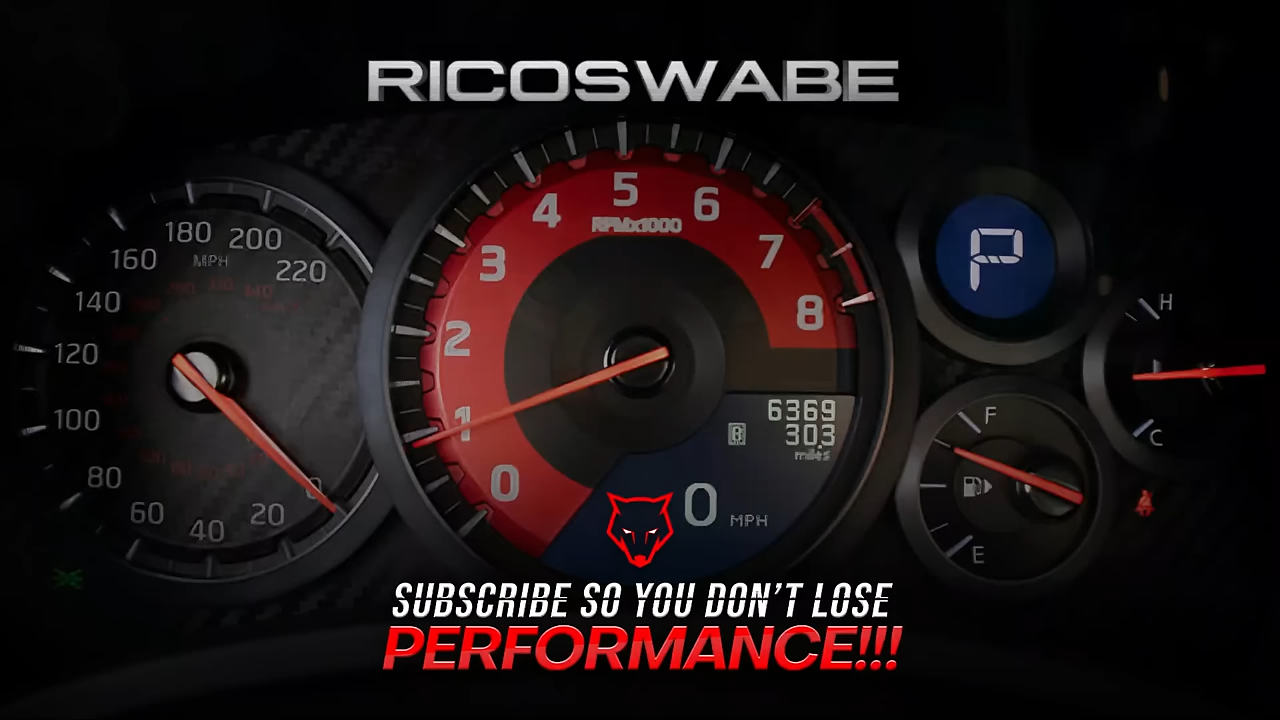 RICOSWABE
5
4
6
RPMx1000
3
7
2
8
1
0
180
200
MPH
160
220
140
120
100
80
60
40
20
0
P
H
C
F
E
6369
303
miles
0
MPH
SUBSCRIBE SO YOU DON'T LOSE
PERFORMANCE!!!